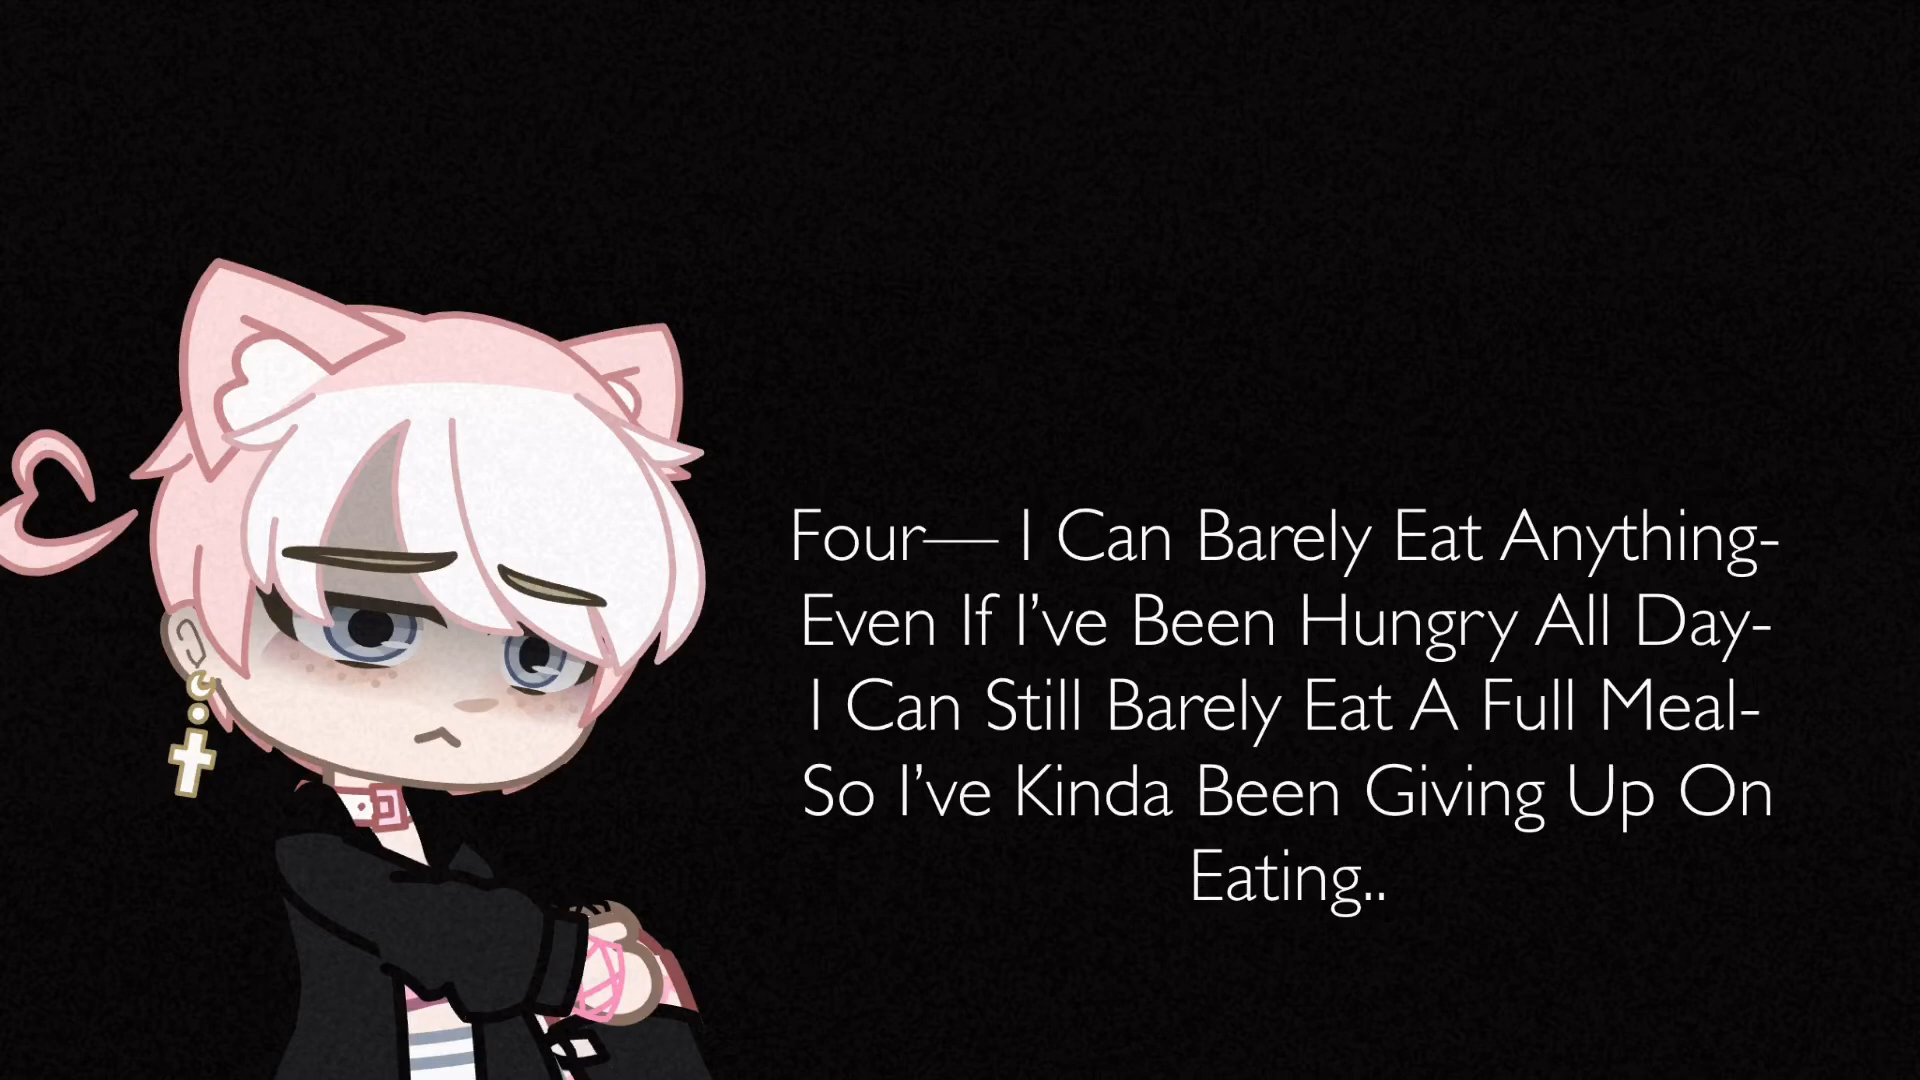 Four— I Can Barely Eat Anything-
Even If I’ve Been Hungry All Day-
I Can Still Barely Eat A Full Meal-
So I’ve Kinda Been Giving Up On
Eating..